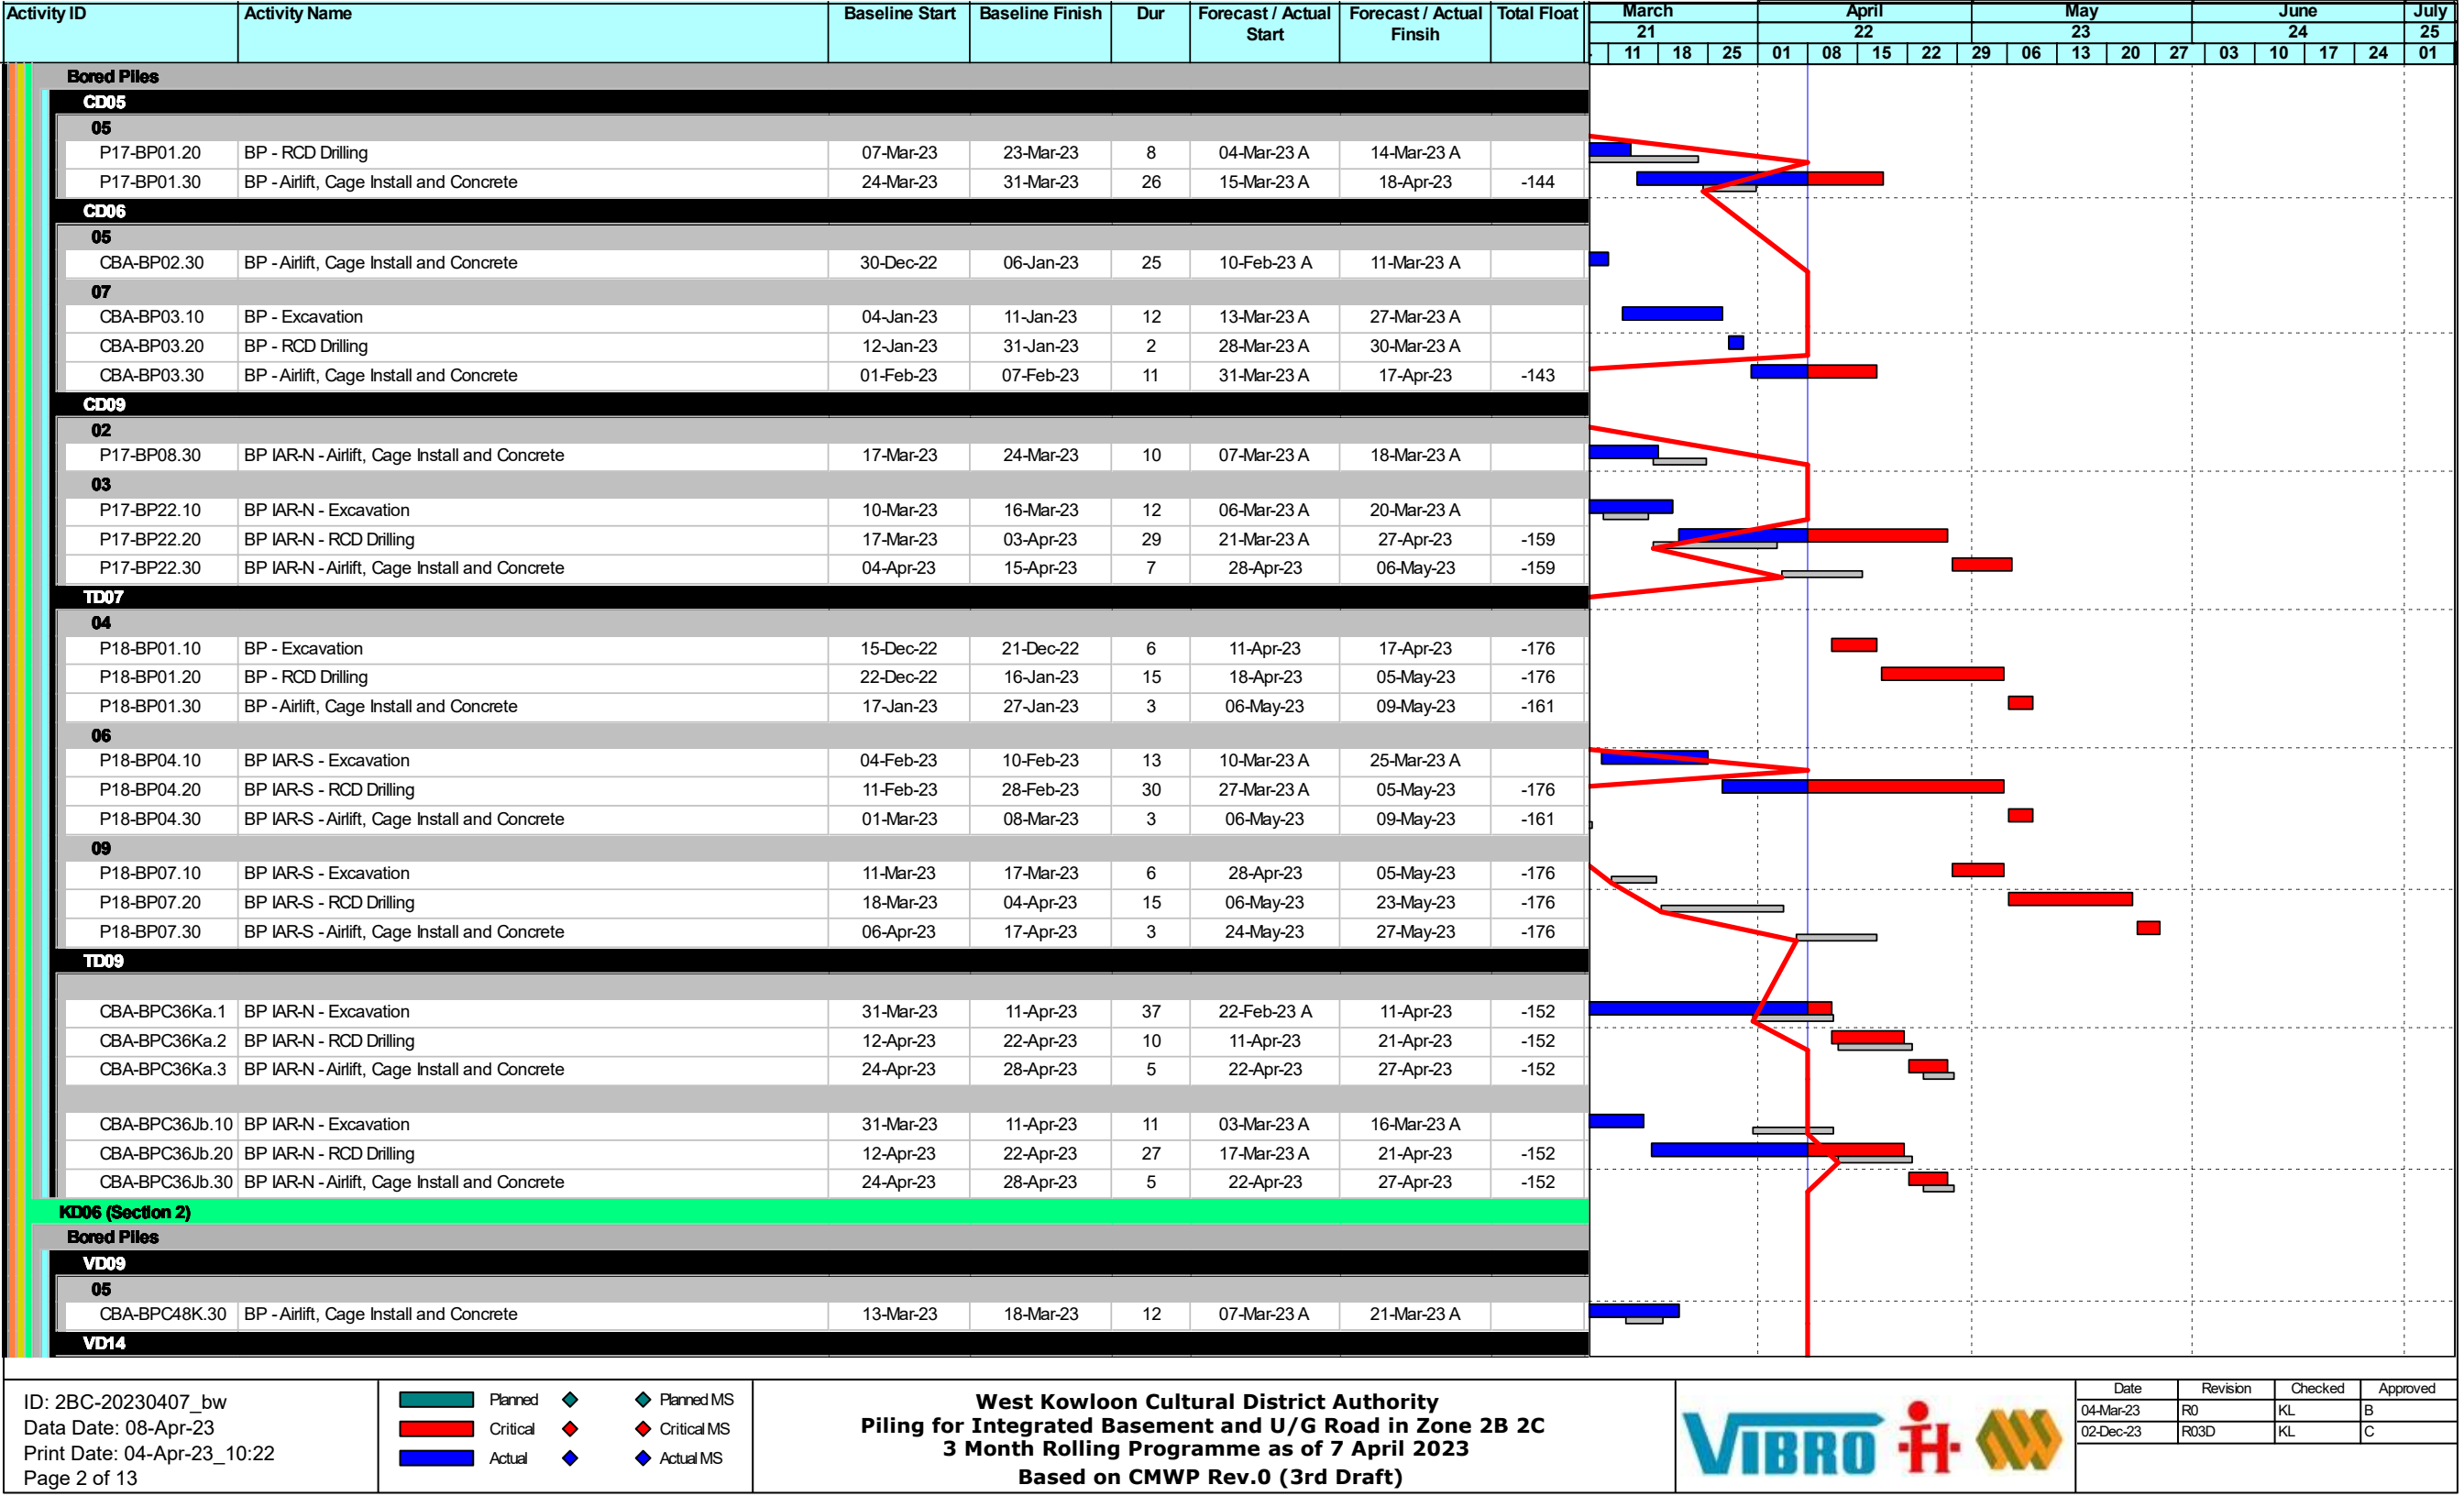 Activity ID Activity Name Baseline Start Baseline Finish Dur Forecast / Actual Start Forecast / Actual Finsih Total Float March April May June July
21 22 23 24 25
11 18 25 01 08 15 22 29 06 13 20 27 03 10 17 24 01
Bored Piles
CD05
05
P17-BP01.20 BP - RCD Drilling 07-Mar-23 23-Mar-23 8 04-Mar-23 A 14-Mar-23 A
P17-BP01.30 BP - Airlift, Cage Install and Concrete 24-Mar-23 31-Mar-23 26 15-Mar-23 A 18-Apr-23 -144
CD06
05
CBA-BP02.30 BP - Airlift, Cage Install and Concrete 30-Dec-22 06-Jan-23 25 10-Feb-23 A 11-Mar-23 A
07
CBA-BP03.10 BP - Excavation 04-Jan-23 11-Jan-23 12 13-Mar-23 A 27-Mar-23 A
CBA-BP03.20 BP - RCD Drilling 12-Jan-23 31-Jan-23 2 28-Mar-23 A 30-Mar-23 A
CBA-BP03.30 BP - Airlift, Cage Install and Concrete 01-Feb-23 07-Feb-23 11 31-Mar-23 A 17-Apr-23 -143
CD09
02
P17-BP08.30 BP IAR-N - Airlift, Cage Install and Concrete 17-Mar-23 24-Mar-23 10 07-Mar-23 A 18-Mar-23 A
03
P17-BP22.10 BP IAR-N - Excavation 10-Mar-23 16-Mar-23 12 06-Mar-23 A 20-Mar-23 A
P17-BP22.20 BP IAR-N - RCD Drilling 17-Mar-23 03-Apr-23 29 21-Mar-23 A 27-Apr-23 -159
P17-BP22.30 BP IAR-N - Airlift, Cage Install and Concrete 04-Apr-23 15-Apr-23 7 28-Apr-23 06-May-23 -159
TD07
04
P18-BP01.10 BP - Excavation 15-Dec-22 21-Dec-22 6 11-Apr-23 17-Apr-23 -176
P18-BP01.20 BP - RCD Drilling 22-Dec-22 16-Jan-23 15 18-Apr-23 05-May-23 -176
P18-BP01.30 BP - Airlift, Cage Install and Concrete 17-Jan-23 27-Jan-23 3 06-May-23 09-May-23 -161
06
P18-BP04.10 BP IAR-S - Excavation 04-Feb-23 10-Feb-23 13 10-Mar-23 A 25-Mar-23 A
P18-BP04.20 BP IAR-S - RCD Drilling 11-Feb-23 28-Feb-23 30 27-Mar-23 A 05-May-23 -176
P18-BP04.30 BP IAR-S - Airlift, Cage Install and Concrete 01-Mar-23 08-Mar-23 3 06-May-23 09-May-23 -161
09
P18-BP07.10 BP IAR-S - Excavation 11-Mar-23 17-Mar-23 6 28-Apr-23 05-May-23 -176
P18-BP07.20 BP IAR-S - RCD Drilling 18-Mar-23 04-Apr-23 15 06-May-23 23-May-23 -176
P18-BP07.30 BP IAR-S - Airlift, Cage Install and Concrete 06-Apr-23 17-Apr-23 3 24-May-23 27-May-23 -176
TD09
CBA-BPC36Ka.1 BP IAR-N - Excavation 31-Mar-23 11-Apr-23 37 22-Feb-23 A 11-Apr-23 -152
CBA-BPC36Ka.2 BP IAR-N - RCD Drilling 12-Apr-23 22-Apr-23 10 11-Apr-23 21-Apr-23 -152
CBA-BPC36Ka.3 BP IAR-N - Airlift, Cage Install and Concrete 24-Apr-23 28-Apr-23 5 22-Apr-23 27-Apr-23 -152
CBA-BPC36Jb.10 BP IAR-N - Excavation 31-Mar-23 11-Apr-23 11 03-Mar-23 A 16-Mar-23 A
CBA-BPC36Jb.20 BP IAR-N - RCD Drilling 12-Apr-23 22-Apr-23 27 17-Mar-23 A 21-Apr-23 -152
CBA-BPC36Jb.30 BP IAR-N - Airlift, Cage Install and Concrete 24-Apr-23 28-Apr-23 5 22-Apr-23 27-Apr-23 -152
KD06 (Section 2)
Bored Piles
VD09
05
CBA-BPC48K.30 BP - Airlift, Cage Install and Concrete 13-Mar-23 18-Mar-23 12 07-Mar-23 A 21-Mar-23 A
VD14
ID: 2BC-20230407_bw
Data Date: 08-Apr-23
Print Date: 04-Apr-23_10:22
Page 2 of 13
Planned Planned MS
Critical Critical MS
Actual Actual MS
West Kowloon Cultural District Authority
Piling for Integrated Basement and U/G Road in Zone 2B 2C
3 Month Rolling Programme as of 7 April 2023
Based on CMWP Rev.0 (3rd Draft)
VIBRO
Date Revision Checked Approved
04-Mar-23 R0 KL B
02-Dec-23 R03D KL C